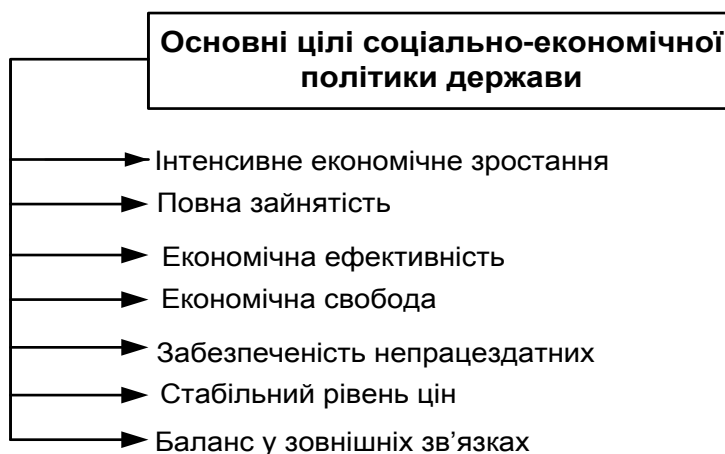 Основні цілі соціально-економічної
політики держави
Інтенсивне економічне зростання
Повна зайнятість
Економічна ефективність
Економічна свобода
Забезпеченість непрацездатних
Стабільний рівень цін
Баланс у зовнішніх зв’язках